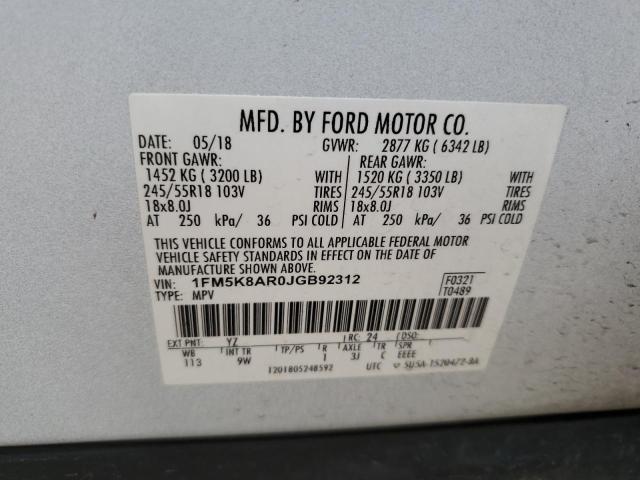 MFD. BY FORD MOTOR CO.
DATE: 05/18 GVWR: 2877 KG ( 6342 LB)
FRONT GAWR: REAR GAWR:
1452 KG ( 3200 LB) WITH 1520 KG ( 3350 LB) WITH
245/55R18 103V TIRES 245/55R18 103V TIRES
18x8.0J RIMS 18x8.0J RIMS
AT 250 kPa/ 36 PSI COLD AT 250 kPa/ 36 PSI COLD
THIS VEHICLE CONFORMS TO ALL APPLICABLE FEDERAL MOTOR
VEHICLE SAFETY STANDARDS IN EFFECT ON THE DATE OF
MANUFACTURE SHOWN ABOVE.
VIN: 1FM5K8AR0JGB92312 F0321
TYPE: MPV T0489
EXT PNT: YZ RC: 24 DSO:
WB INT TR TP/PS R AXLE TR SPR
113 9W 1 3J C EEEE
1201805248592 UTC